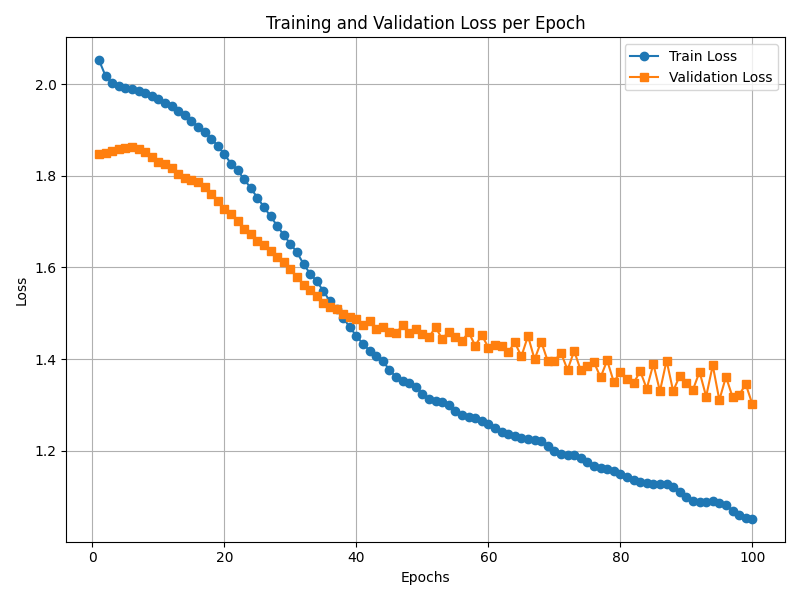 Training and Validation Loss per Epoch
Train Loss
Validation Loss
2.0
1.8
1.6
1.4
1.2
Loss
0 20 40 60 80 100
Epochs